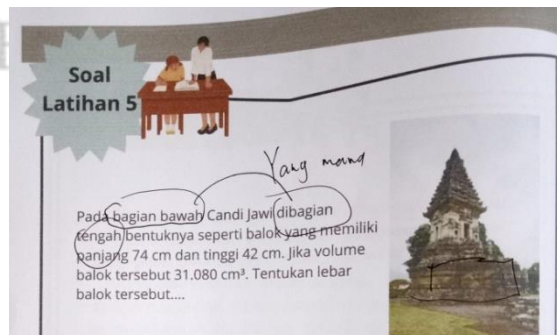 Soal
Latihan 5
Yang mana
Pada bagian bawah Candi Jawi dibagian
tengah bentuknya seperti balok yang memiliki
panjang 74 cm dan tinggi 42 cm. Jika volume
balok tersebut 31.080 cm³. Tentukan lebar
balok tersebut....